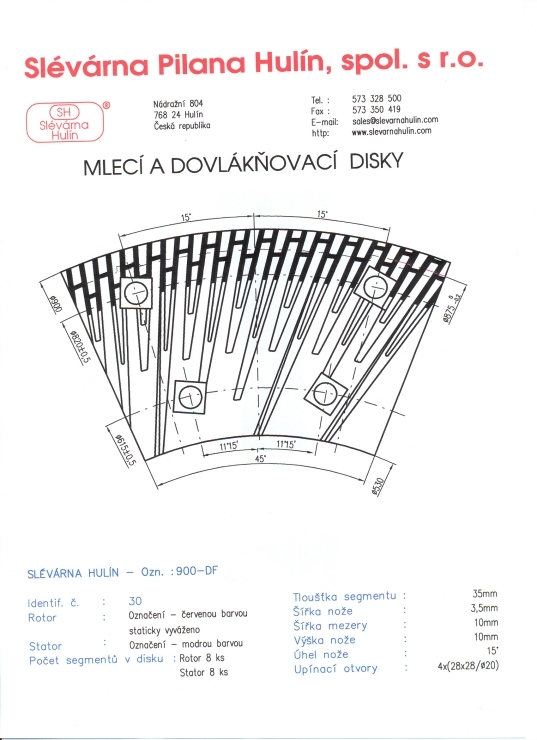 Slévárna Pilana Hulín, spol. s r.o.
SH
Slévárna
Hulín
®
Nádražní 804
768 24 Hulín
Česká republika
Tel. : 573 328 500
Fax : 573 350 419
E-mail: sales@slevarnahulin.com
http: www.slevarnahulin.com
MLECÍ A DOVLÁKŇOVACÍ DISKY
15°
15°
ø900
ø820±0,5
ø615±0,5
ø875
ø530
11°15'
11°15'
45°
SLÉVÁRNA HULÍN – Ozn. :900-DF
Identif. č. : 30
Rotor : Označení – červenou barvou
staticky vyváženo
Stator : Označení – modrou barvou
Počet segmentů v disku : Rotor 8 ks
Stator 8 ks
Tloušťka segmentu : 35mm
Šířka nože : 3,5mm
Šířka mezery : 10mm
Výška nože : 10mm
Úhel nože : 15°
Upínací otvory : 4x(28x28/ø20)